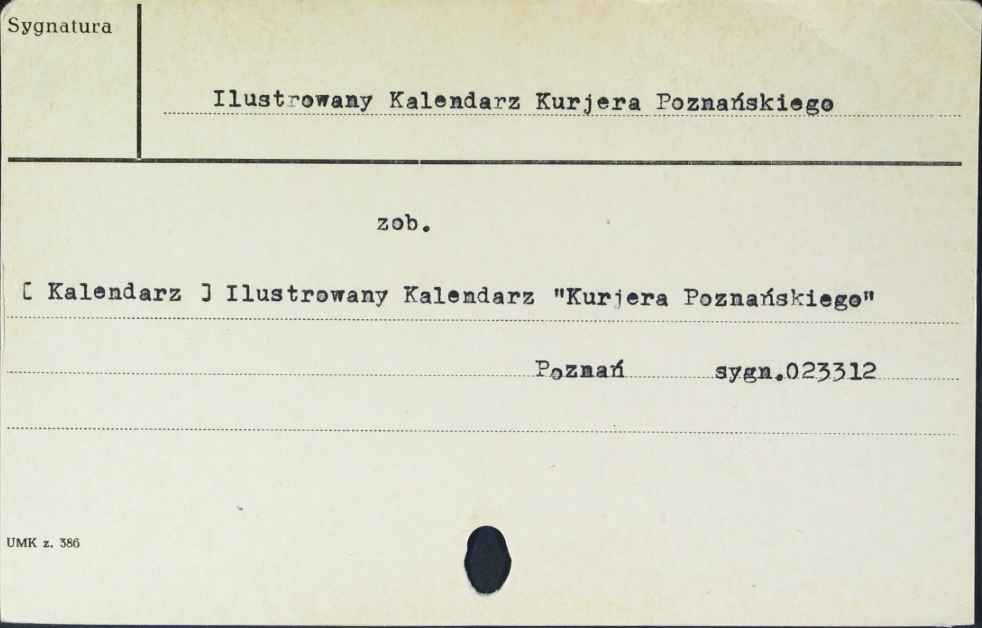 Sygnatura
Ilustrowany Kalendarz Kurjera Poznańskiego
zob.
[ Kalendarz ] Ilustrowany Kalendarz "Kurjera Poznańskiego"
Poznań sygn.023312
UMK z. 386